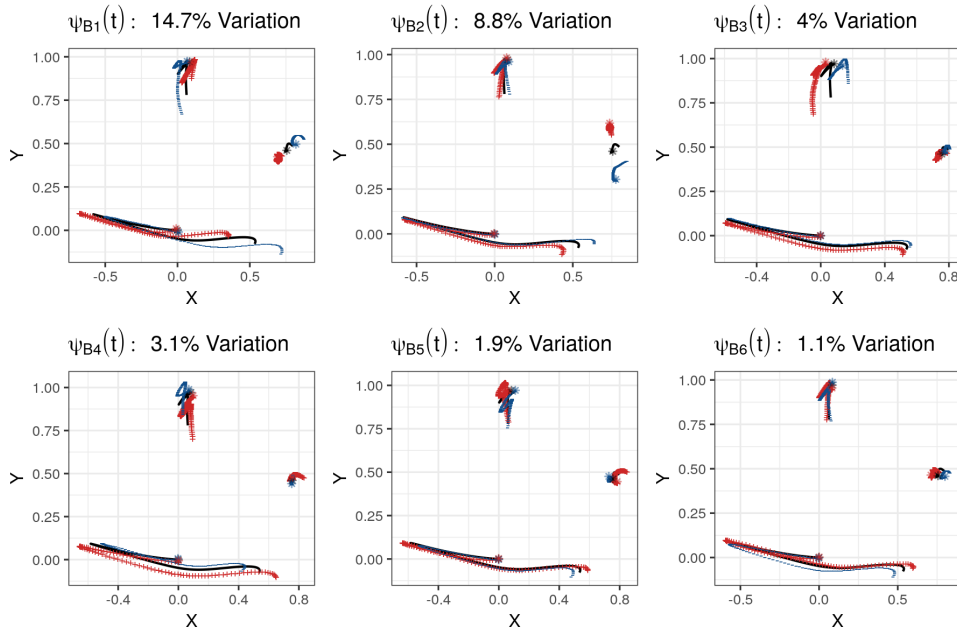 ψB1(t) : 14.7% Variation
ψB2(t) : 8.8% Variation
ψB3(t) : 4% Variation
1.00
0.75
0.50
0.25
0.00
Y
-0.5 0.0 0.5
X
1.00
0.75
0.50
0.25
0.00
Y
-0.5 0.0 0.5
X
1.00
0.75
0.50
0.25
0.00
Y
-0.4 0.0 0.4 0.8
X
ψB4(t) : 3.1% Variation
ψB5(t) : 1.9% Variation
ψB6(t) : 1.1% Variation
1.00
0.75
0.50
0.25
0.00
Y
-0.4 0.0 0.4 0.8
X
1.00
0.75
0.50
0.25
0.00
Y
-0.4 0.0 0.4 0.8
X
1.00
0.75
0.50
0.25
0.00
Y
-0.5 0.0 0.5
X